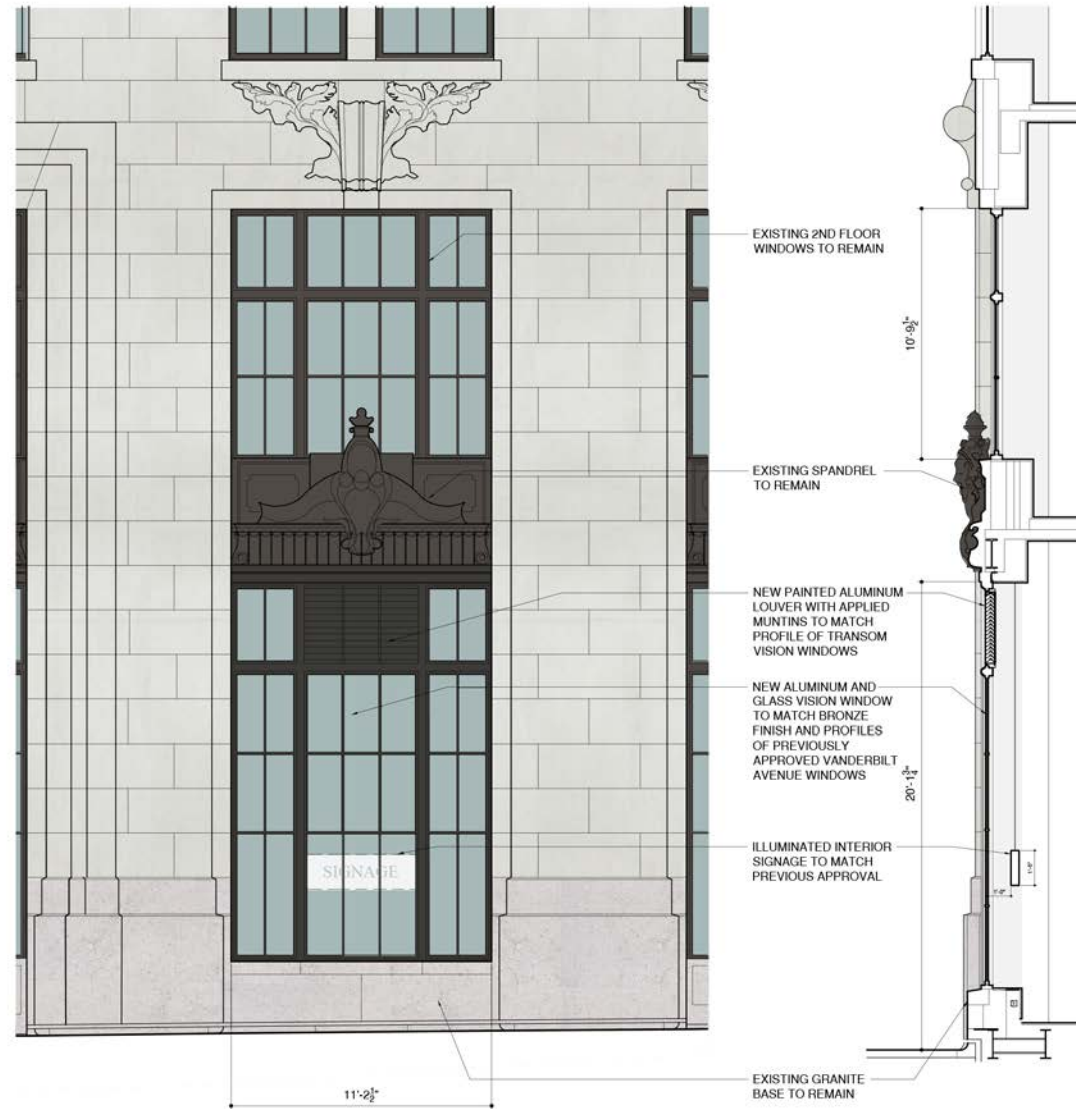 EXISTING 2ND FLOOR
WINDOWS TO REMAIN
10'-9½"
EXISTING SPANDREL
TO REMAIN
NEW PAINTED ALUMINUM
LOUVER WITH APPLIED
MUNTINS TO MATCH
PROFILE OF TRANSOM
VISION WINDOWS
NEW ALUMINUM AND
GLASS VISION WINDOW
TO MATCH BRONZE
FINISH AND PROFILES
OF PREVIOUSLY
APPROVED VANDERBILT
AVENUE WINDOWS
20'-1¾"
SIGNAGE
ILLUMINATED INTERIOR
SIGNAGE TO MATCH
PREVIOUS APPROVAL
1'-0"
EXISTING GRANITE
BASE TO REMAIN
11'-2½"